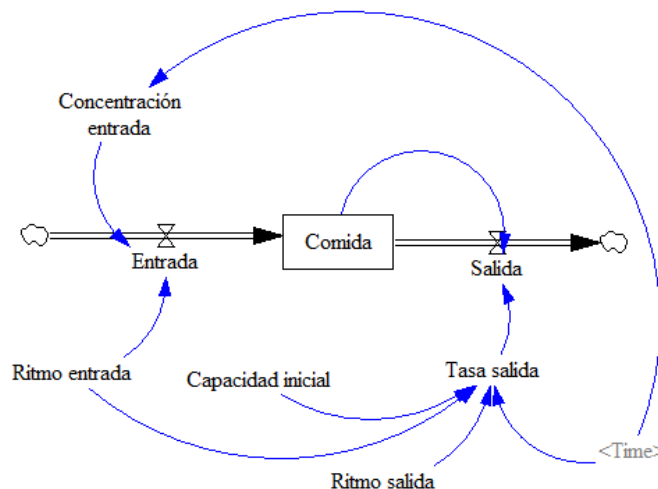 Concentración
entrada
Comida
Entrada
Salida
Ritmo entrada
Capacidad inicial
Tasa salida
<Time>
Ritmo salida